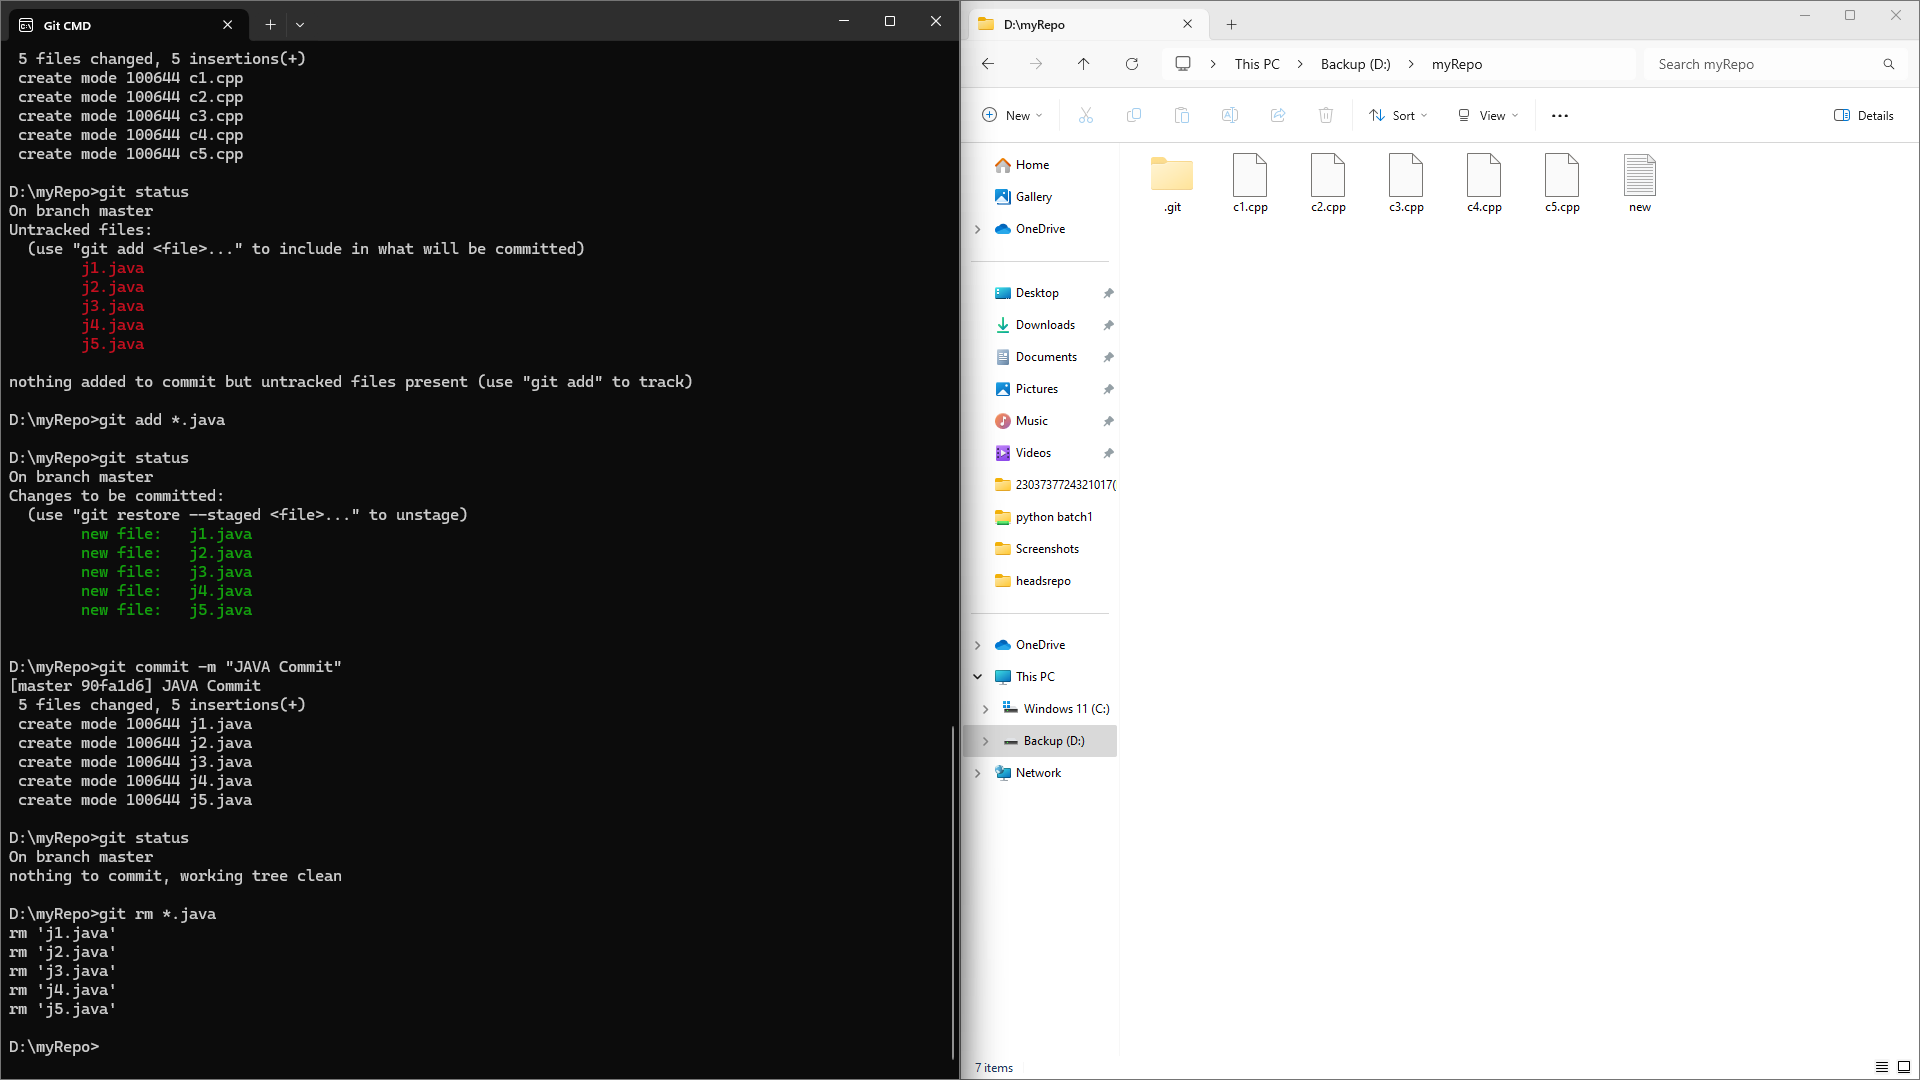 Git CMD
5 files changed, 5 insertions(+)
create mode 100644 c1.cpp
create mode 100644 c2.cpp
create mode 100644 c3.cpp
create mode 100644 c4.cpp
create mode 100644 c5.cpp
D:\myRepo>git status
On branch master
Untracked files:
(use "git add <file>..." to include in what will be committed)
j1.java
j2.java
j3.java
j4.java
j5.java
nothing added to commit but untracked files present (use "git add" to track)
D:\myRepo>git add *.java
D:\myRepo>git status
On branch master
Changes to be committed:
(use "git restore --staged <file>..." to unstage)
new file:   j1.java
new file:   j2.java
new file:   j3.java
new file:   j4.java
new file:   j5.java
D:\myRepo>git commit -m "JAVA Commit"
[master 90fa1d6] JAVA Commit
5 files changed, 5 insertions(+)
create mode 100644 j1.java
create mode 100644 j2.java
create mode 100644 j3.java
create mode 100644 j4.java
create mode 100644 j5.java
D:\myRepo>git status
On branch master
nothing to commit, working tree clean
D:\myRepo>git rm *.java
rm 'j1.java'
rm 'j2.java'
rm 'j3.java'
rm 'j4.java'
rm 'j5.java'
D:\myRepo>
D:\myRepo
This PC > Backup (D:) > myRepo
Search myRepo
New
Sort
View
Details
Home
Gallery
OneDrive
Desktop
Downloads
Documents
Pictures
Music
Videos
2303737724321017(
python batch1
Screenshots
headsrepo
OneDrive
This PC
Windows 11 (C:)
Backup (D:)
Network
.git
c1.cpp
c2.cpp
c3.cpp
c4.cpp
c5.cpp
new
7 items